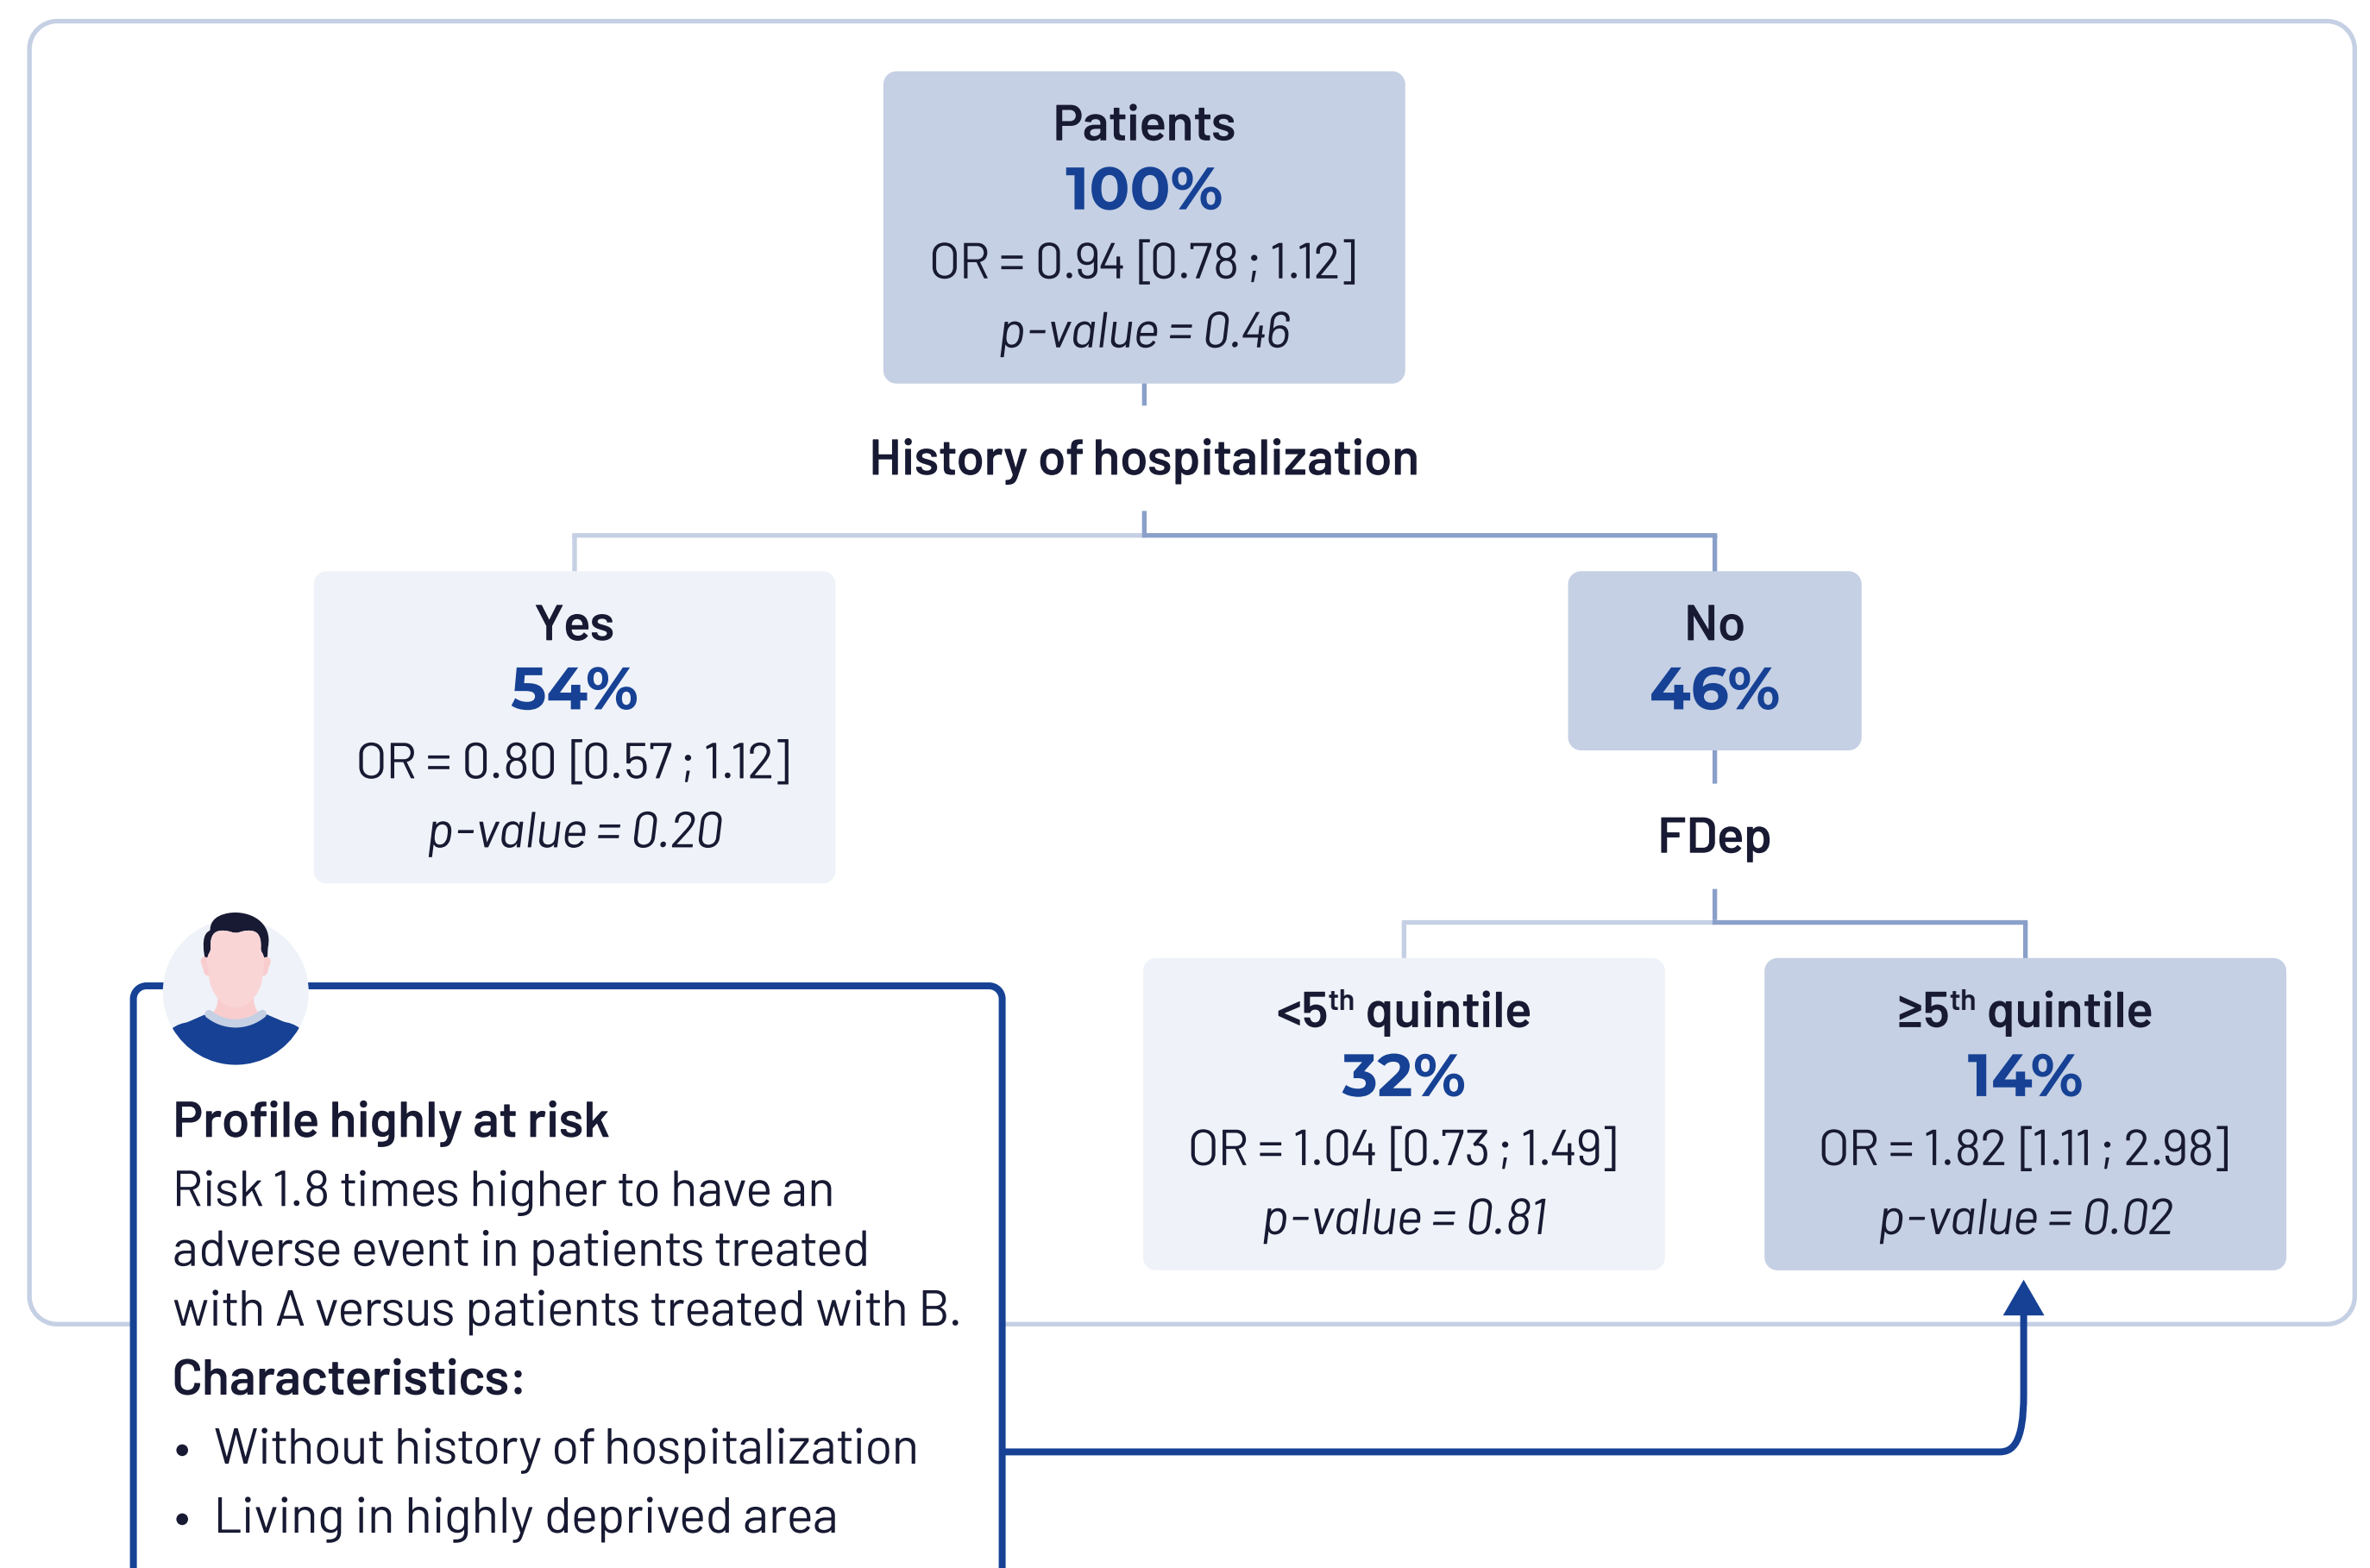 Patients
100%
OR = 0.94 [0.78 ; 1.12]
p-value = 0.46
History of hospitalization
Yes
54%
OR = 0.80 [0.57 ; 1.12]
p-value = 0.20
No
46%
FDep
<5th quintile
32%
OR = 1.04 [0.73 ; 1.49]
p-value = 0.81
≥5th quintile
14%
OR = 1.82 [1.11 ; 2.98]
p-value = 0.02
Profile highly at risk
Risk 1.8 times higher to have an
adverse event in patients treated
with A versus patients treated with B.
Characteristics:
• Without history of hospitalization
• Living in highly deprived area